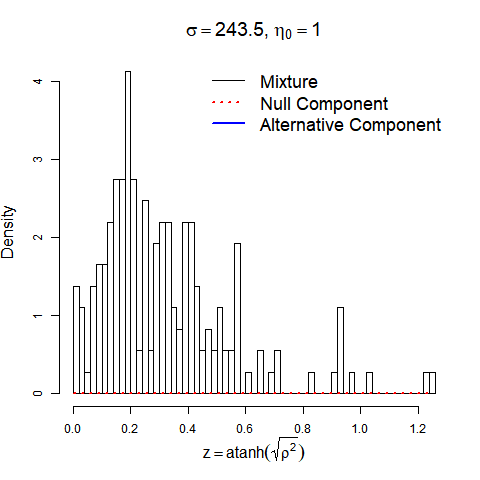 σ = 243.5, η₀ = 1
Mixture
Null Component
Alternative Component
Density
4
3
2
1
0
0.0 0.2 0.4 0.6 0.8 1.0 1.2
z = atanh(√ρ²)